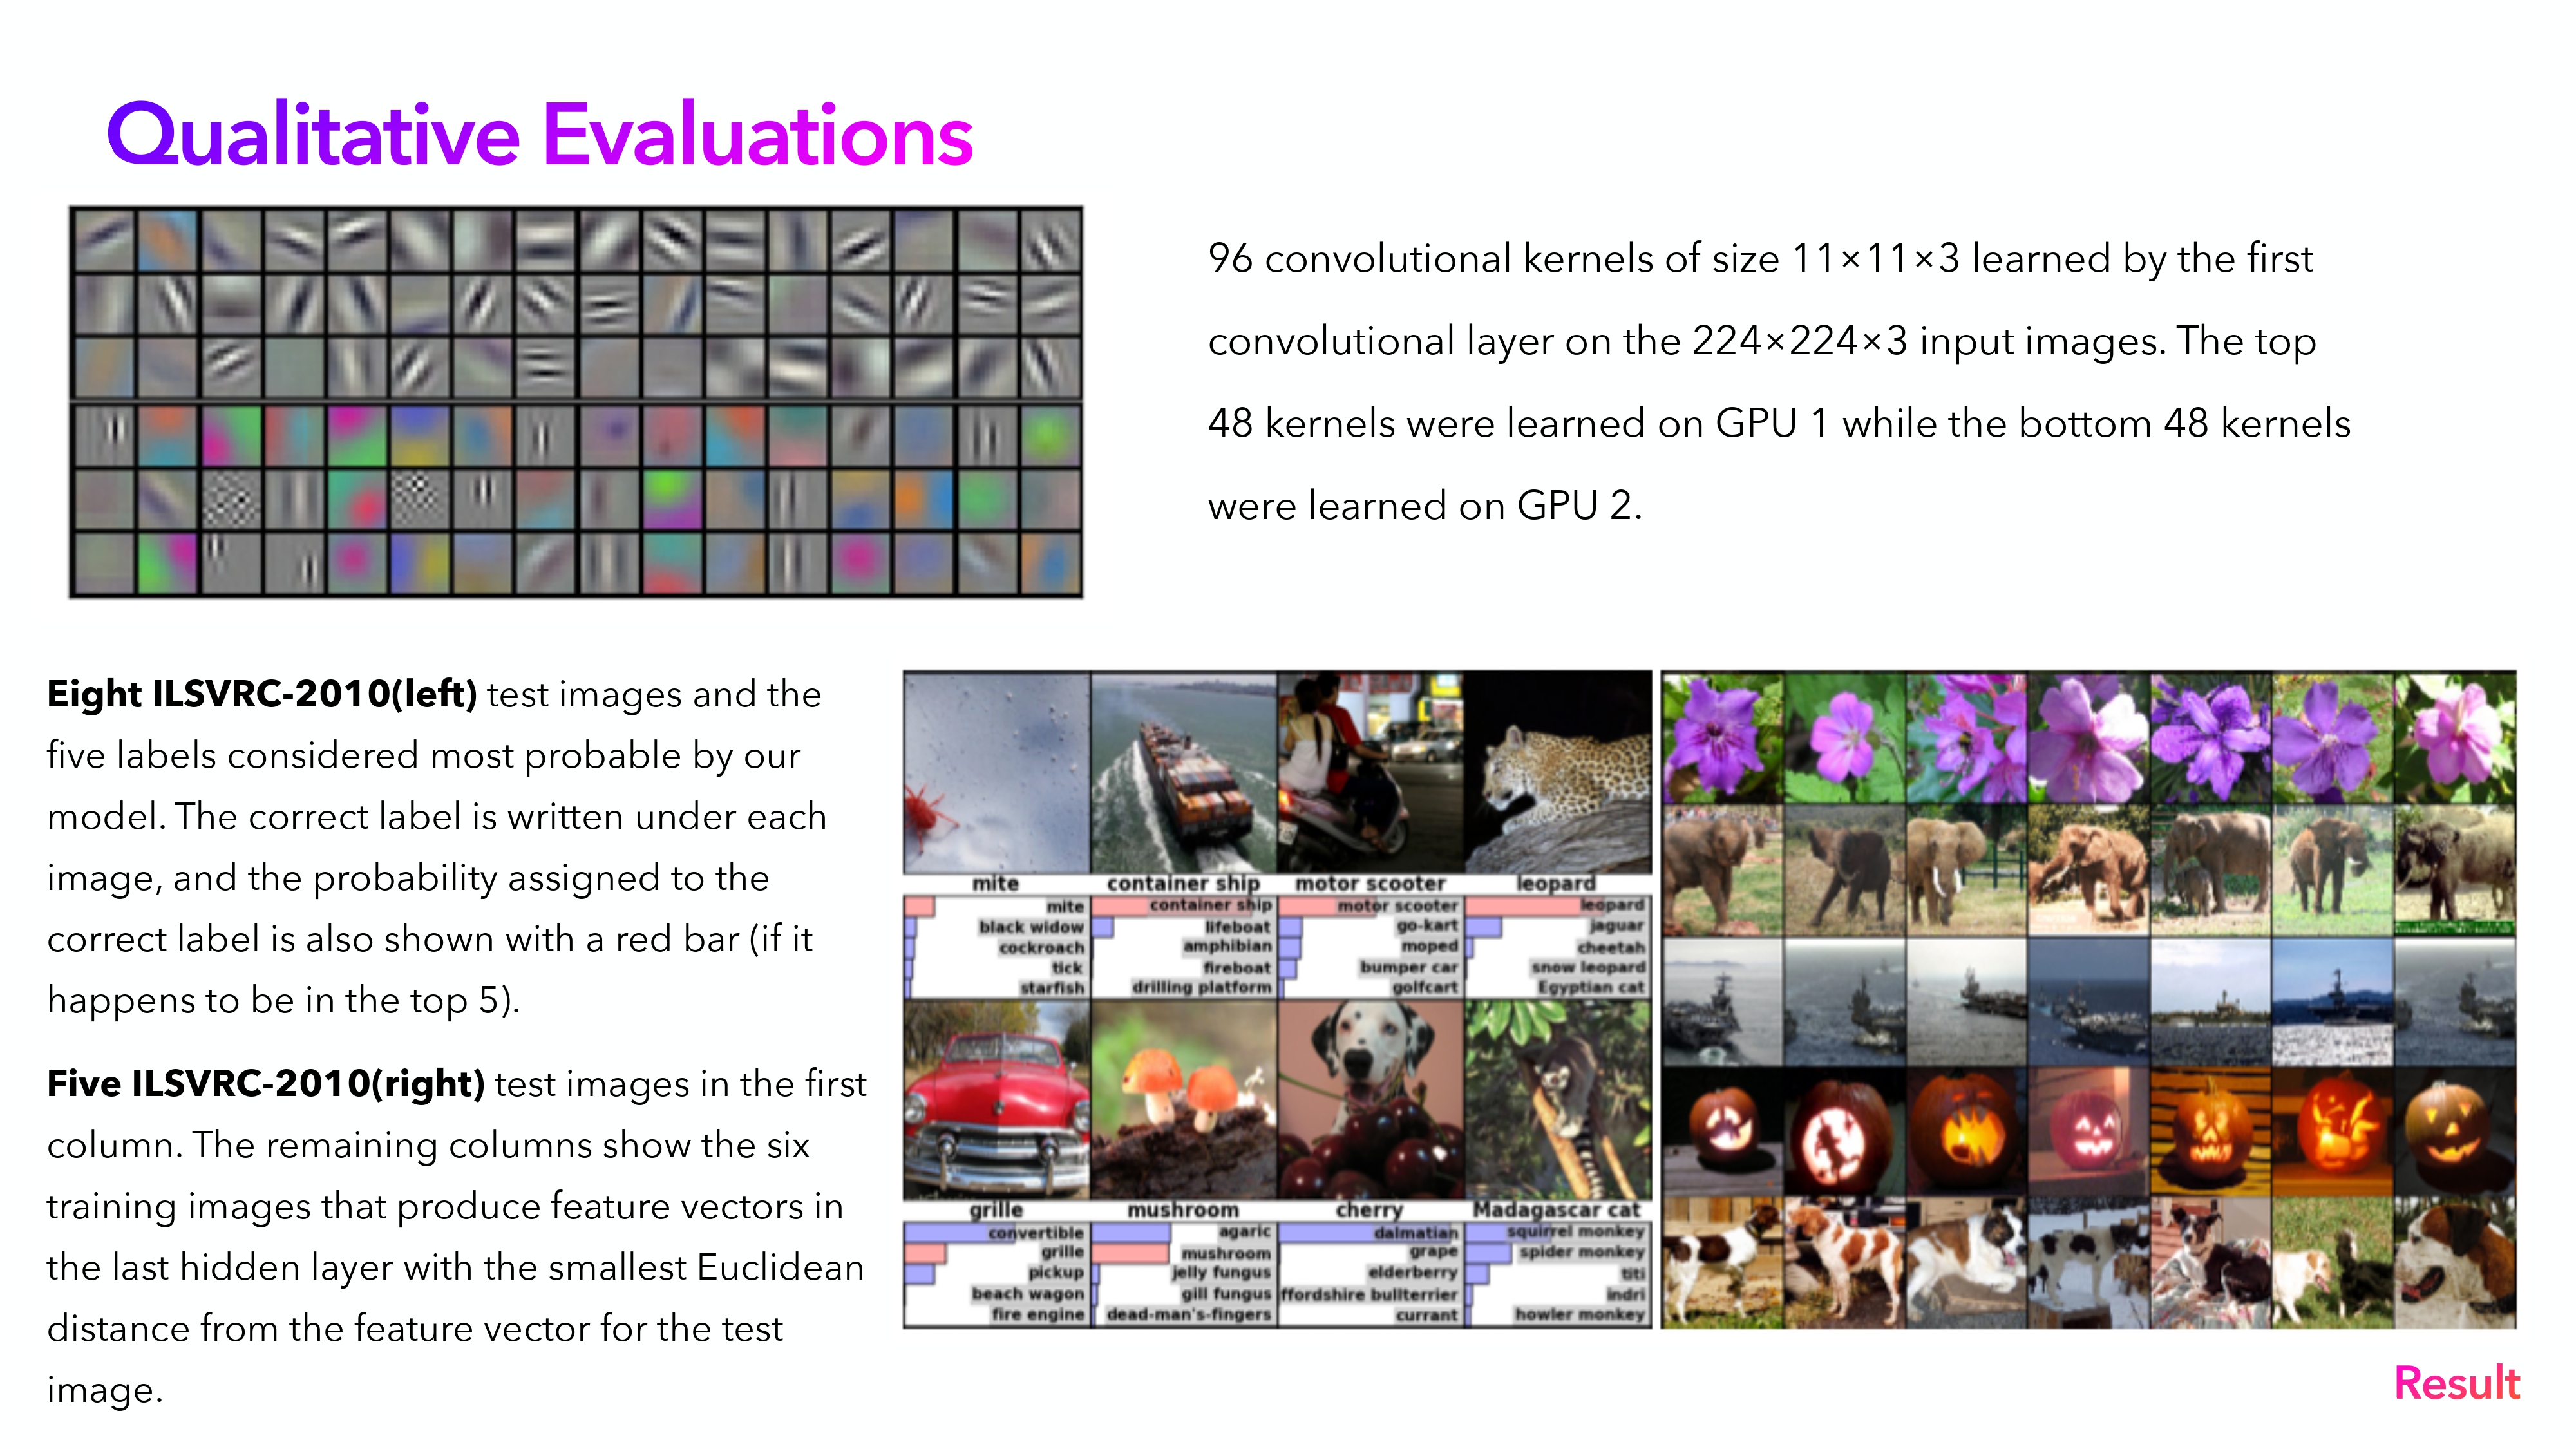 Qualitative Evaluations
96 convolutional kernels of size 11×11×3 learned by the first
convolutional layer on the 224×224×3 input images. The top
48 kernels were learned on GPU 1 while the bottom 48 kernels
were learned on GPU 2.
Eight ILSVRC-2010(left) test images and the
five labels considered most probable by our
model. The correct label is written under each
image, and the probability assigned to the
correct label is also shown with a red bar (if it
happens to be in the top 5).
Five ILSVRC-2010(right) test images in the first
column. The remaining columns show the six
training images that produce feature vectors in
the last hidden layer with the smallest Euclidean
distance from the feature vector for the test
image.
mite container ship motor scooter leopard
mite container ship motor scooter leopard
black widow lifeboat go-kart jaguar
cockroach amphibian moped cheetah
tick fireboat bumper car snow leopard
starfish drilling platform golfcart Egyptian cat
grille mushroom cherry Madagascar cat
convertible agaric dalmatian squirrel monkey
grille mushroom grape spider monkey
pickup jelly fungus elderberry titi
beach wagon gill fungus ffordshire bullterrier indri
fire engine dead-man's-fingers currant howler monkey
Result